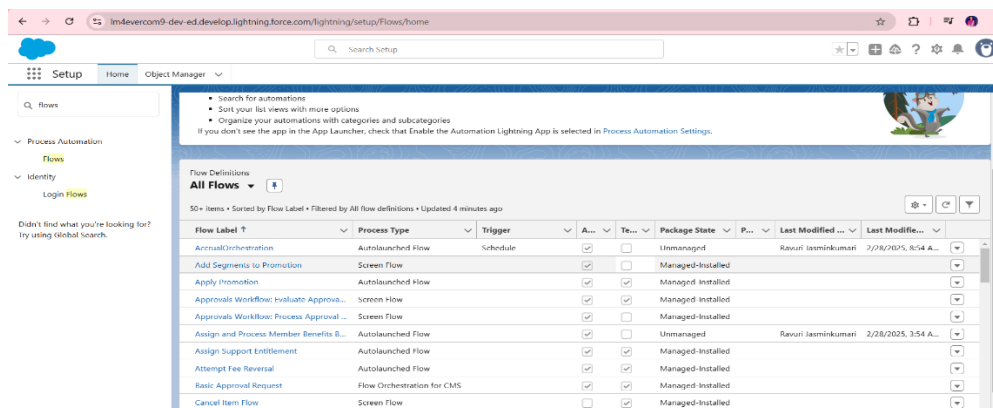 lm4evercom9-dev-ed.develop.lightning.force.com/lightning/setup/Flows/home
Search Setup
Setup Home Object Manager
flows
Process Automation
Flows
Identity
Login Flows
Didn't find what you're looking for?
Try using Global Search.
Search for automations
Sort your list views with more options
Organize your automations with categories and subcategories
If you don't see the app in the App Launcher, check that Enable the Automation Lightning App is selected in Process Automation Settings.
Flow Definitions
All Flows
50+ items • Sorted by Flow Label • Filtered by All flow definitions • Updated 4 minutes ago
Flow Label ↑ Process Type Trigger A... Te... Package State P... Last Modified ... Last Modifie...
AccrualOrchestration Autolaunched Flow Schedule Unmanaged Ravuri Jasminkumari 2/28/2025, 8:54 A...
Add Segments to Promotion Screen Flow Managed-Installed
Apply Promotion Autolaunched Flow Managed-Installed
Approvals Workflow: Evaluate Approva... Screen Flow Managed-Installed
Approvals Workflow: Process Approval ... Screen Flow Managed-Installed
Assign and Process Member Benefits B... Autolaunched Flow Unmanaged Ravuri Jasminkumari 2/28/2025, 3:54 A...
Assign Support Entitlement Autolaunched Flow Managed-Installed
Attempt Fee Reversal Autolaunched Flow Managed-Installed
Basic Approval Request Flow Orchestration for CMS Managed-Installed
Cancel Item Flow Screen Flow Managed-Installed